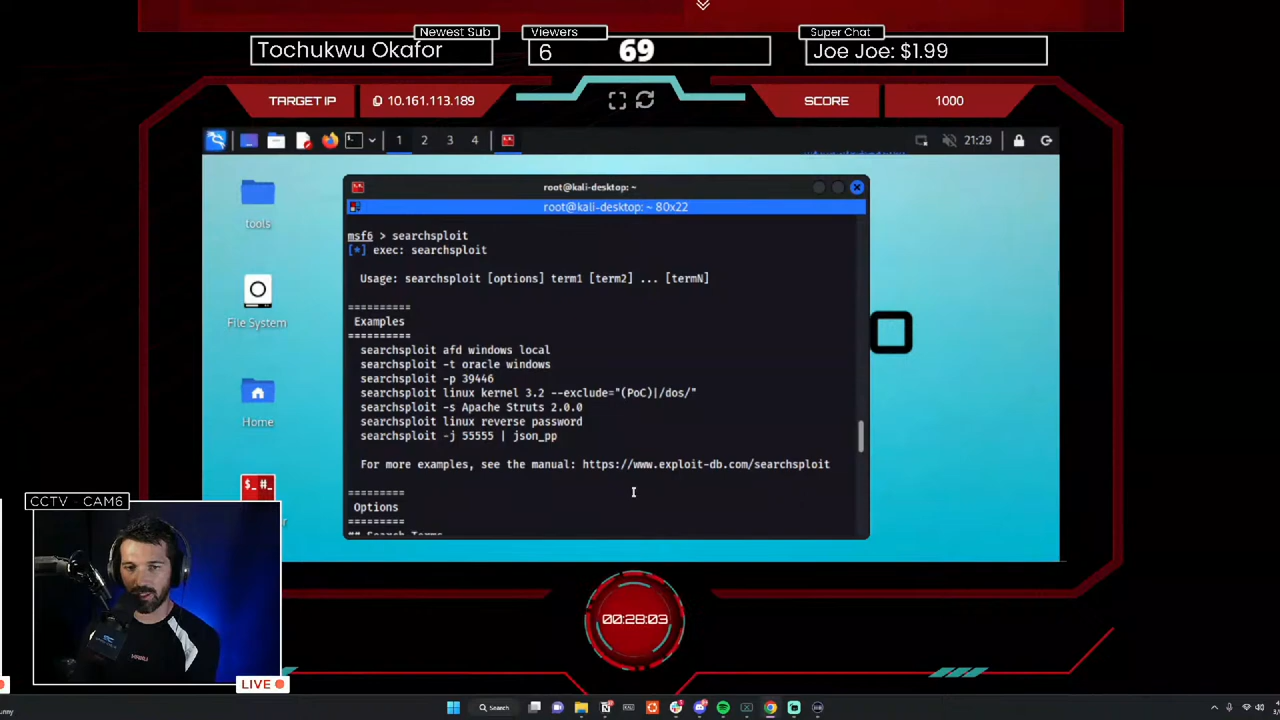 Newest Sub
Tochukwu Okafor
Viewers
6
69
Super Chat
Joe Joe: $1.99
TARGET IP
10.161.113.189
SCORE
1000
1
2
3
4
21:29
root@kali-desktop: ~
root@kali-desktop: ~ 80x22
tools
File System
Home
$_ #_
msf6 > searchsploit
[*] exec: searchsploit
Usage: searchsploit [options] term1 [term2] ... [termN]
==========
Examples
==========
searchsploit afd windows local
searchsploit -t oracle windows
searchsploit -p 39446
searchsploit linux kernel 3.2 --exclude="(PoC)|/dos/"
searchsploit -s Apache Struts 2.0.0
searchsploit linux reverse password
searchsploit -j 55555 | json_pp
For more examples, see the manual: https://www.exploit-db.com/searchsploit
=========
Options
=========
## Search Terms
CCTV - CAM6
LIVE
00:28:03
Search